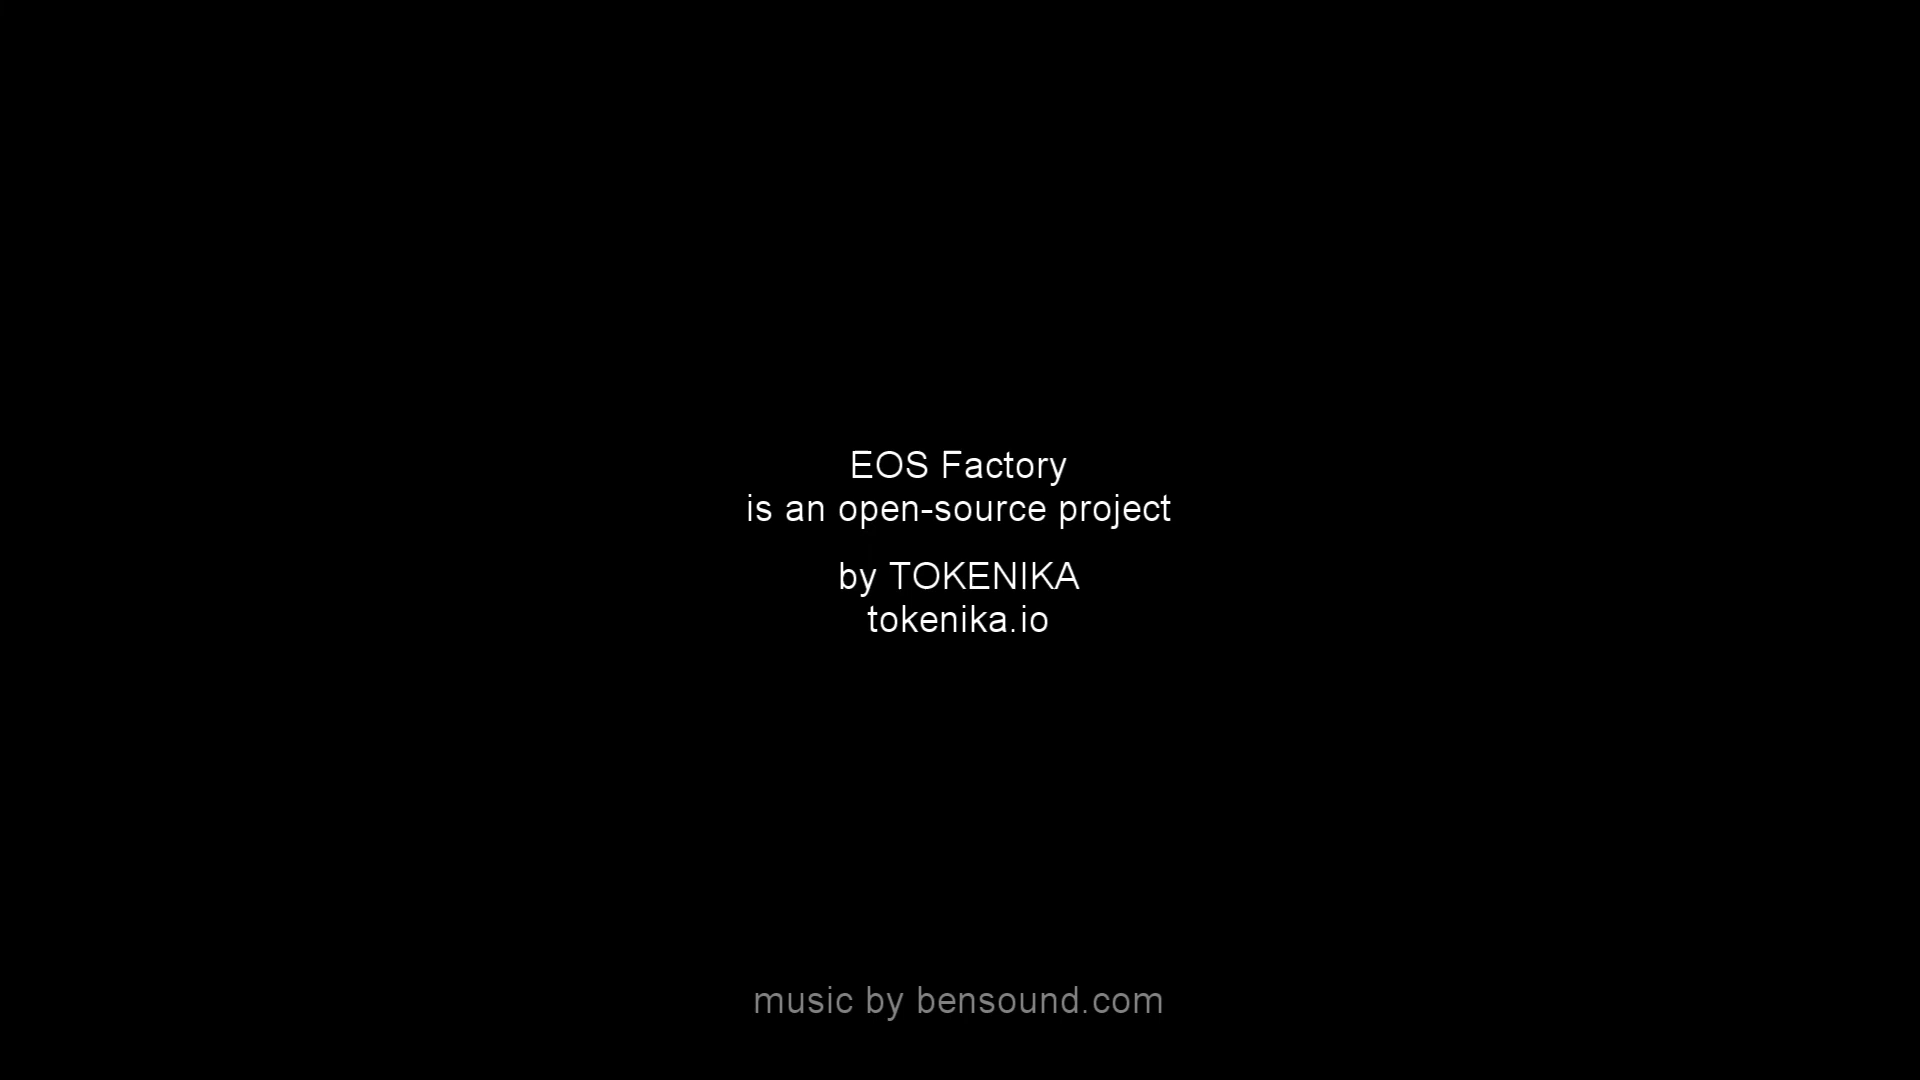 EOS Factory
is an open-source project
by TOKENIKA
tokenika.io
music by bensound.com